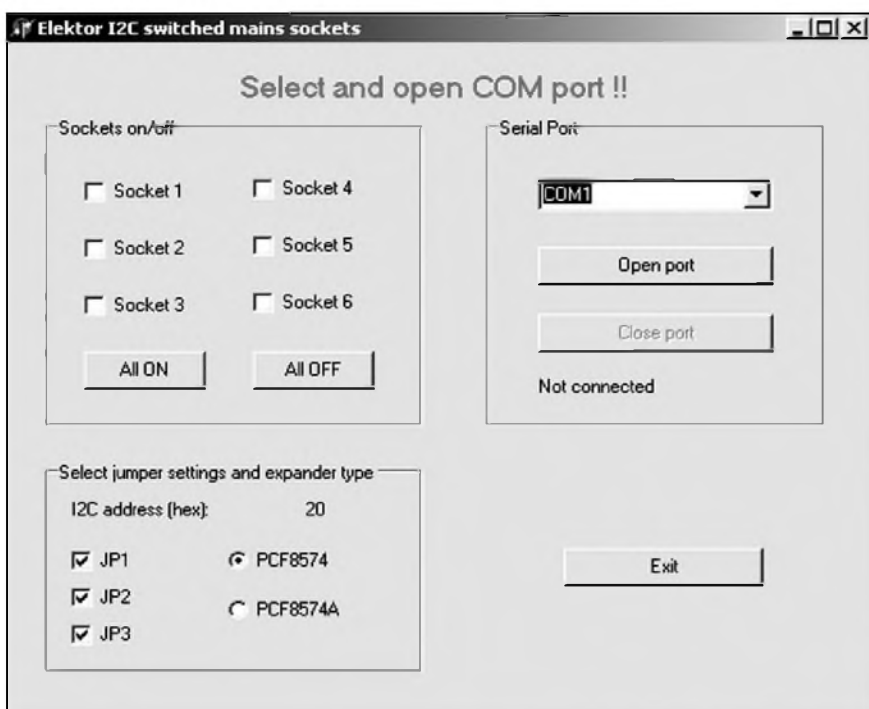 Elektor I2C switched mains sockets
Select and open COM port !!
Sockets on/off
Socket 1
Socket 4
Socket 2
Socket 5
Socket 3
Socket 6
All ON
All OFF
Serial Port
COM1
Open port
Close port
Not connected
Select jumper settings and expander type
I2C address (hex): 20
JP1
PCF8574
JP2
PCF8574A
JP3
Exit